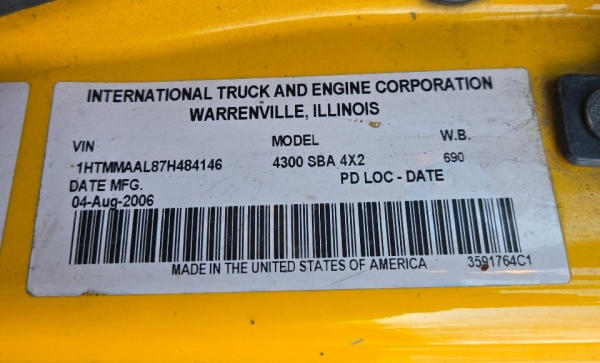 INTERNATIONAL TRUCK AND ENGINE CORPORATION
WARRENVILLE, ILLINOIS
VIN MODEL W.B.
1HTMMAAL87H484146 4300 SBA 4X2 690
DATE MFG. PD LOC - DATE
04-Aug-2006
MADE IN THE UNITED STATES OF AMERICA 3591764C1